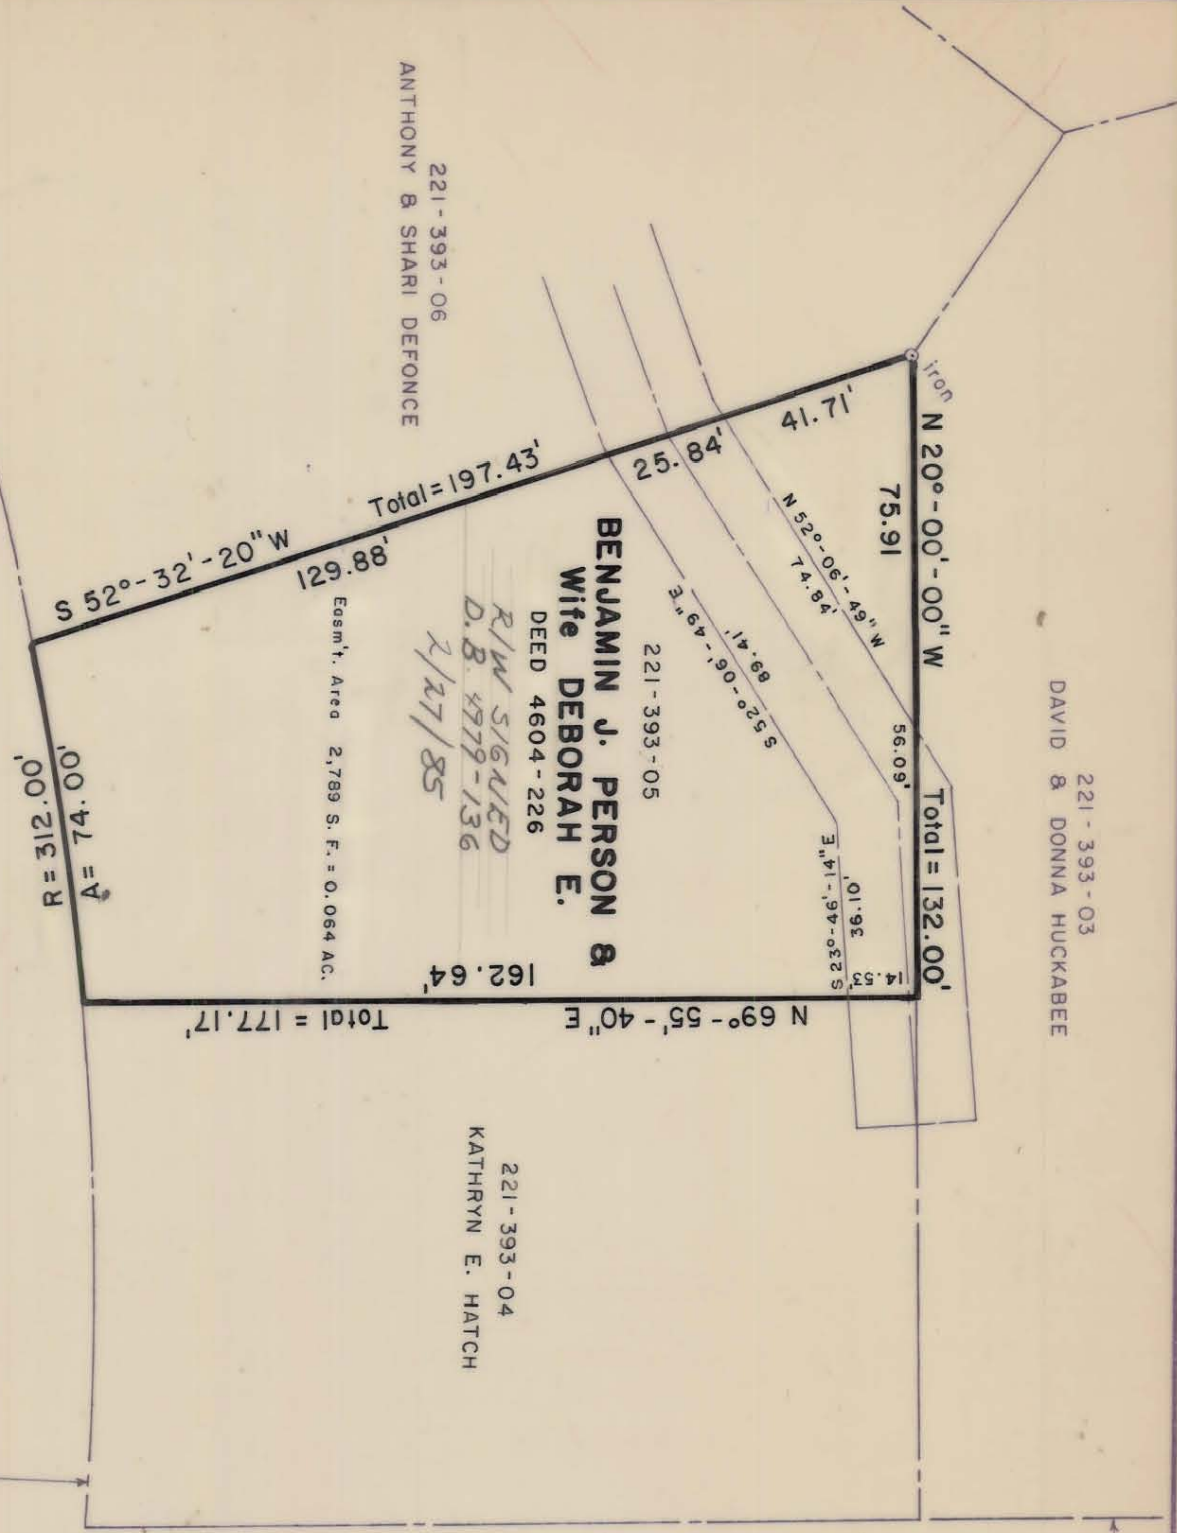 221-393-03
DAVID & DONNA HUCKABEE
iron
N 20°-00'-00" W
Total = 132.00'
75.91
56.09'
N 52°-06'-49" W
74.84'
41.71'
25.84'
129.88'
Total = 197.43'
S 52°-32'-20" W
S 52°-06'-49" E
89.41'
S 23°-46'-14" E
36.10'
14.53'
162.64'
N 69°-55'-40" E
Total = 177.17'
221-393-05
BENJAMIN J. PERSON &
Wife DEBORAH E.
DEED 4604-226
R/W SIGNED
D.B. 4979-136
2/27/85
Easm't. Area 2,789 S. F. = 0.064 AC.
A = 74.00'
R = 312.00'
221-393-06
ANTHONY & SHARI DEFONCE
221-393-04
KATHRYN E. HATCH